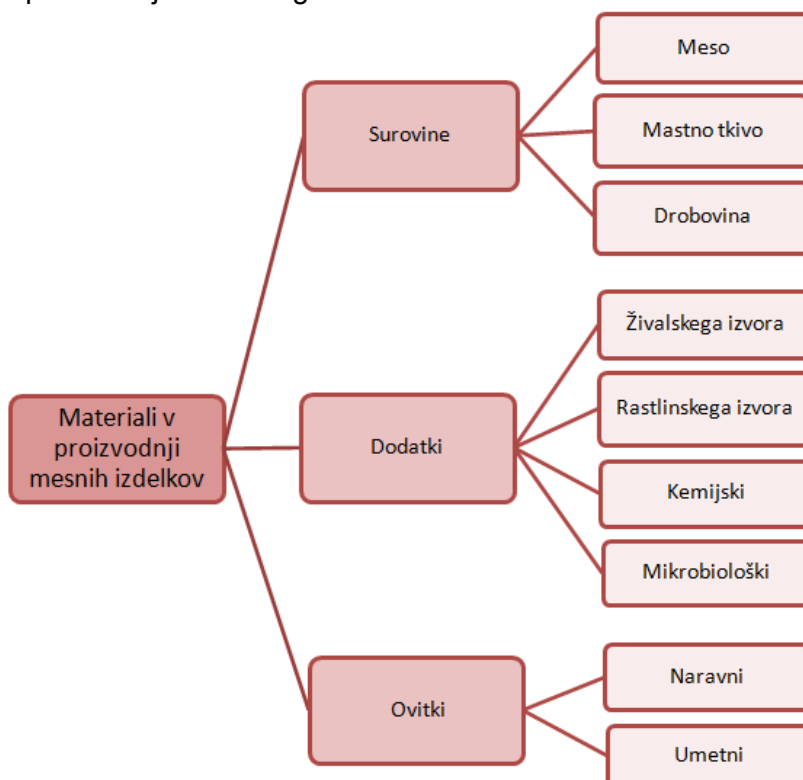 Meso
Surovine
Mastno tkivo
Drobovina
Živalskega izvora
Rastlinskega izvora
Materiali v
proizvodnji
mesnih izdelkov
Dodatki
Kemijski
Mikrobiološki
Naravni
Ovitki
Umetni